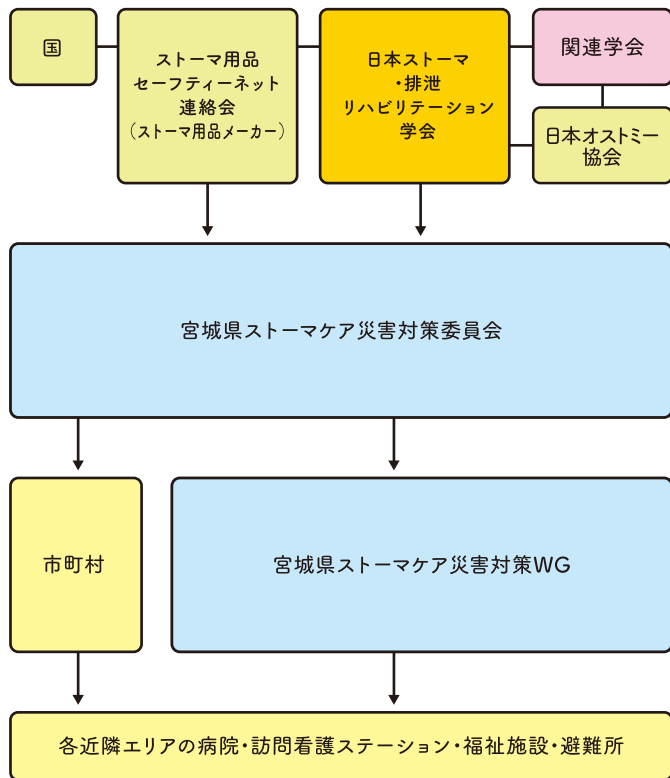 国
ストーマ用品
セーフティーネット
連絡会
（ストーマ用品メーカー）
日本ストーマ
・排泄
リハビリテーション
学会
関連学会
日本オストミー
協会
宮城県ストーマケア災害対策委員会
市町村
宮城県ストーマケア災害対策WG
各近隣エリアの病院・訪問看護ステーション・福祉施設・避難所